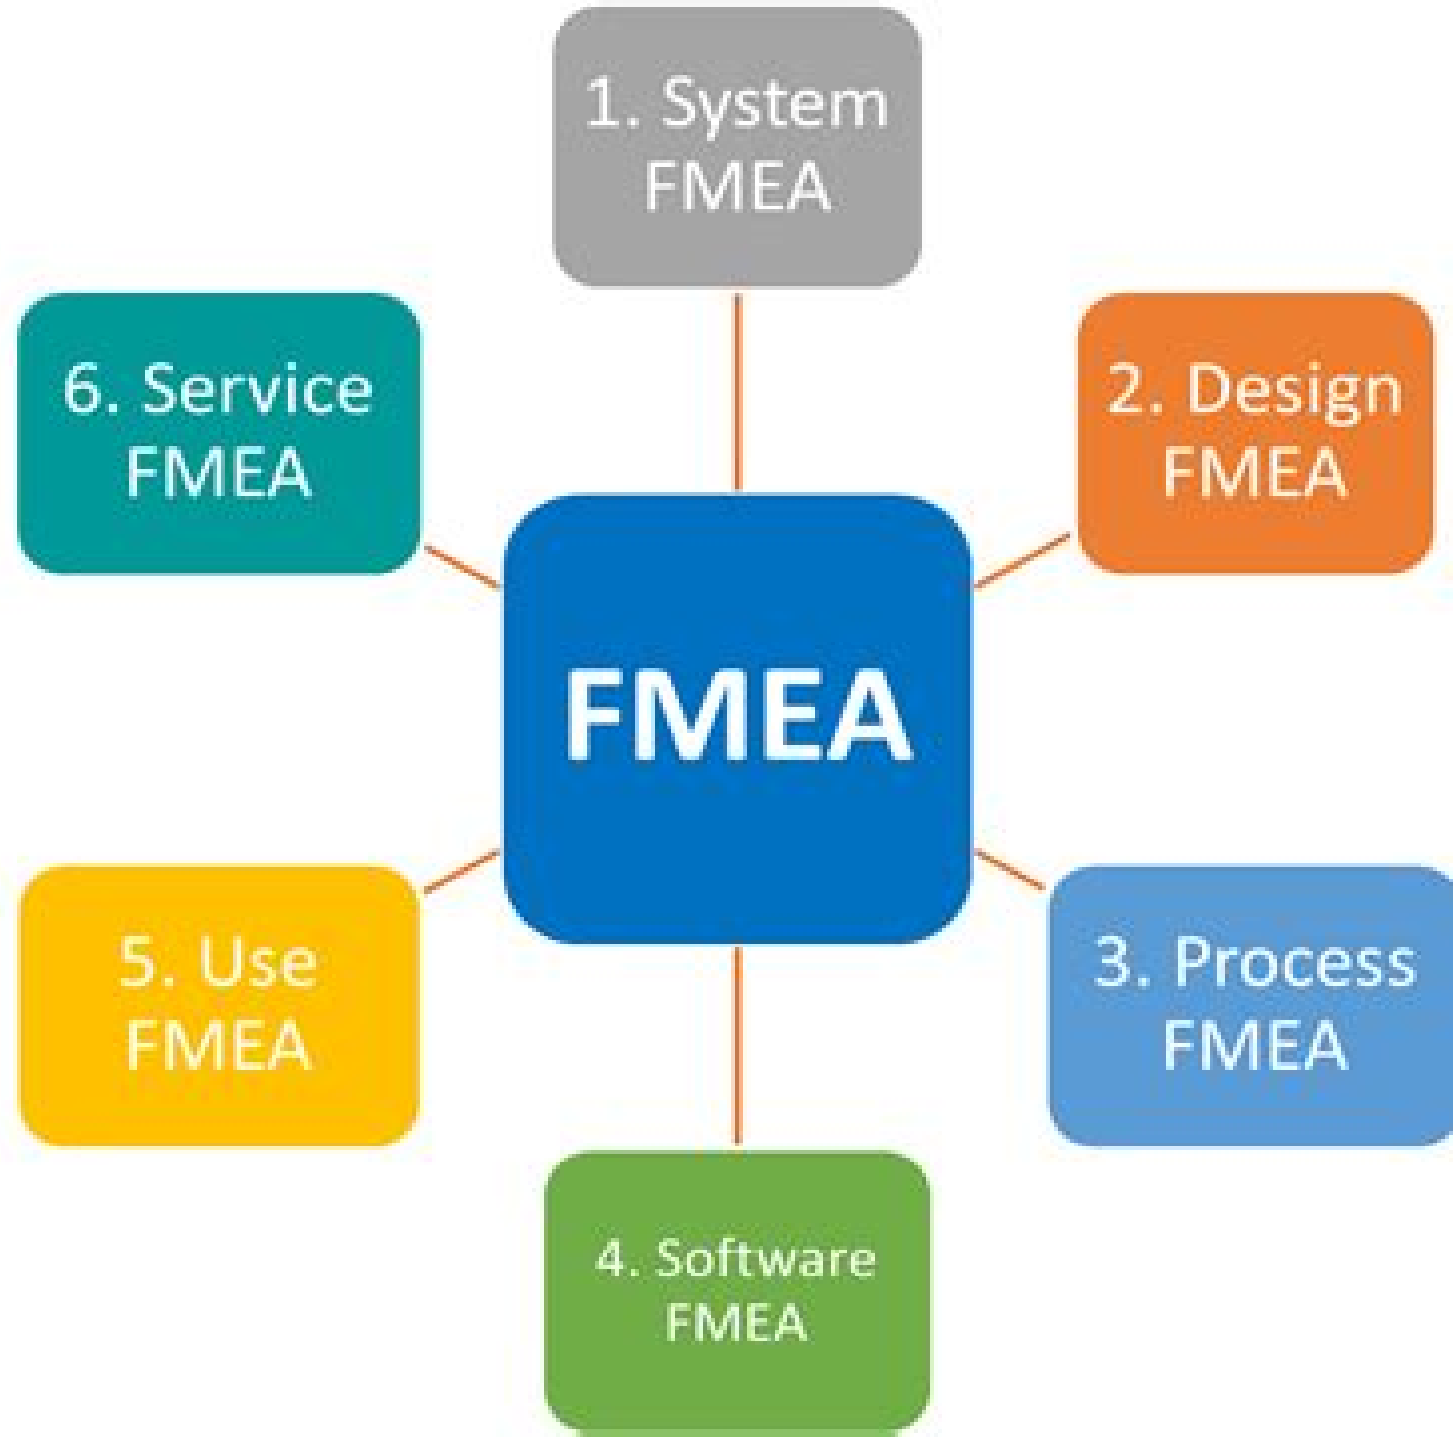 1. System
FMEA
2. Design
FMEA
3. Process
FMEA
4. Software
FMEA
5. Use
FMEA
6. Service
FMEA
FMEA